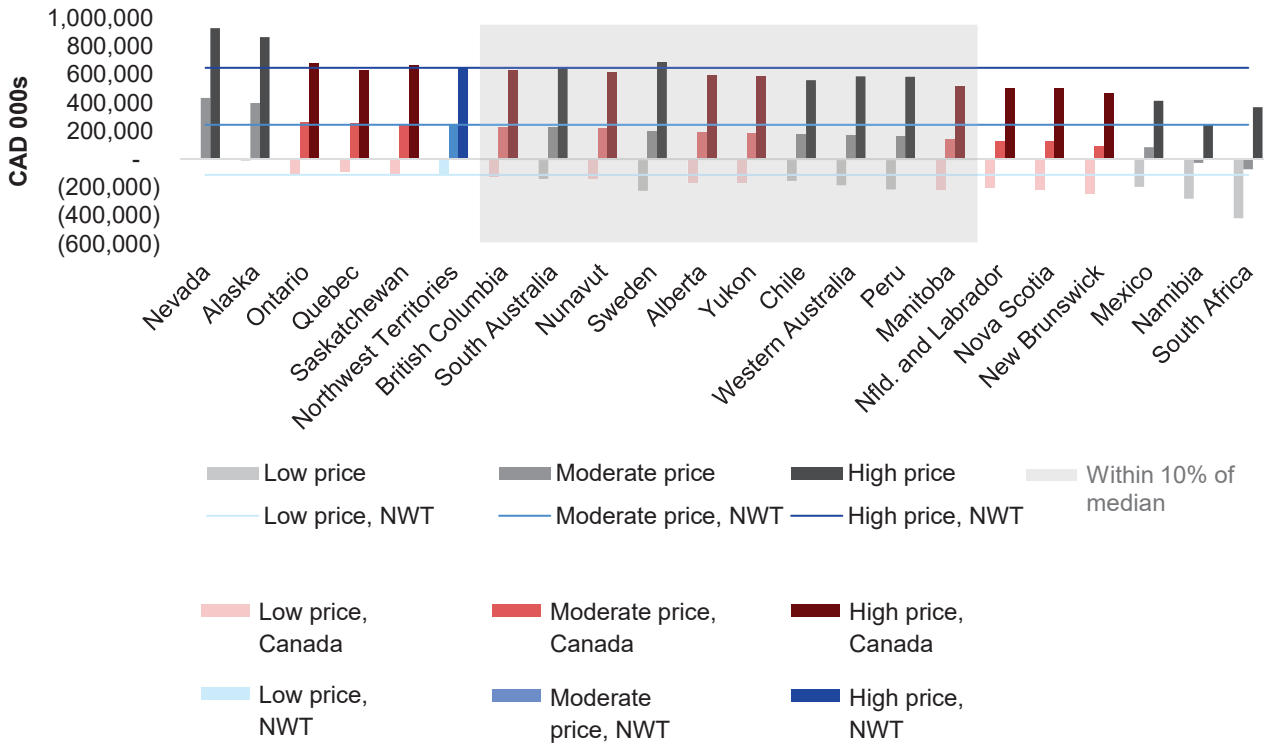 1,000,000
800,000
600,000
400,000
200,000
-
(200,000)
(400,000)
(600,000)
CAD 000s
Nevada
Alaska
Ontario
Quebec
Saskatchewan
Northwest Territories
British Columbia
South Australia
Nunavut
Sweden
Alberta
Yukon
Chile
Western Australia
Peru
Manitoba
Nfld. and Labrador
Nova Scotia
New Brunswick
Mexico
Namibia
South Africa
Low price
Moderate price
High price
Within 10% of
median
Low price, NWT
Moderate price, NWT
High price, NWT
Low price,
Canada
Moderate price,
Canada
High price,
Canada
Low price,
NWT
Moderate
price, NWT
High price,
NWT